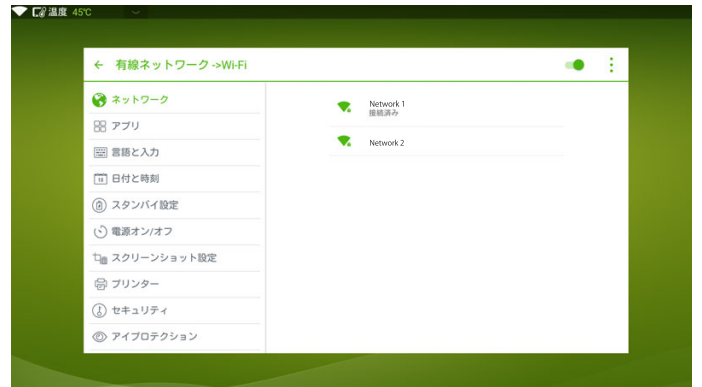 温度 45℃
← 有線ネットワーク ->Wi-Fi
ネットワーク
アプリ
言語と入力
日付と時刻
スタンバイ設定
電源オン/オフ
スクリーンショット設定
プリンター
セキュリティ
アイプロテクション
Network 1
接続済み
Network 2